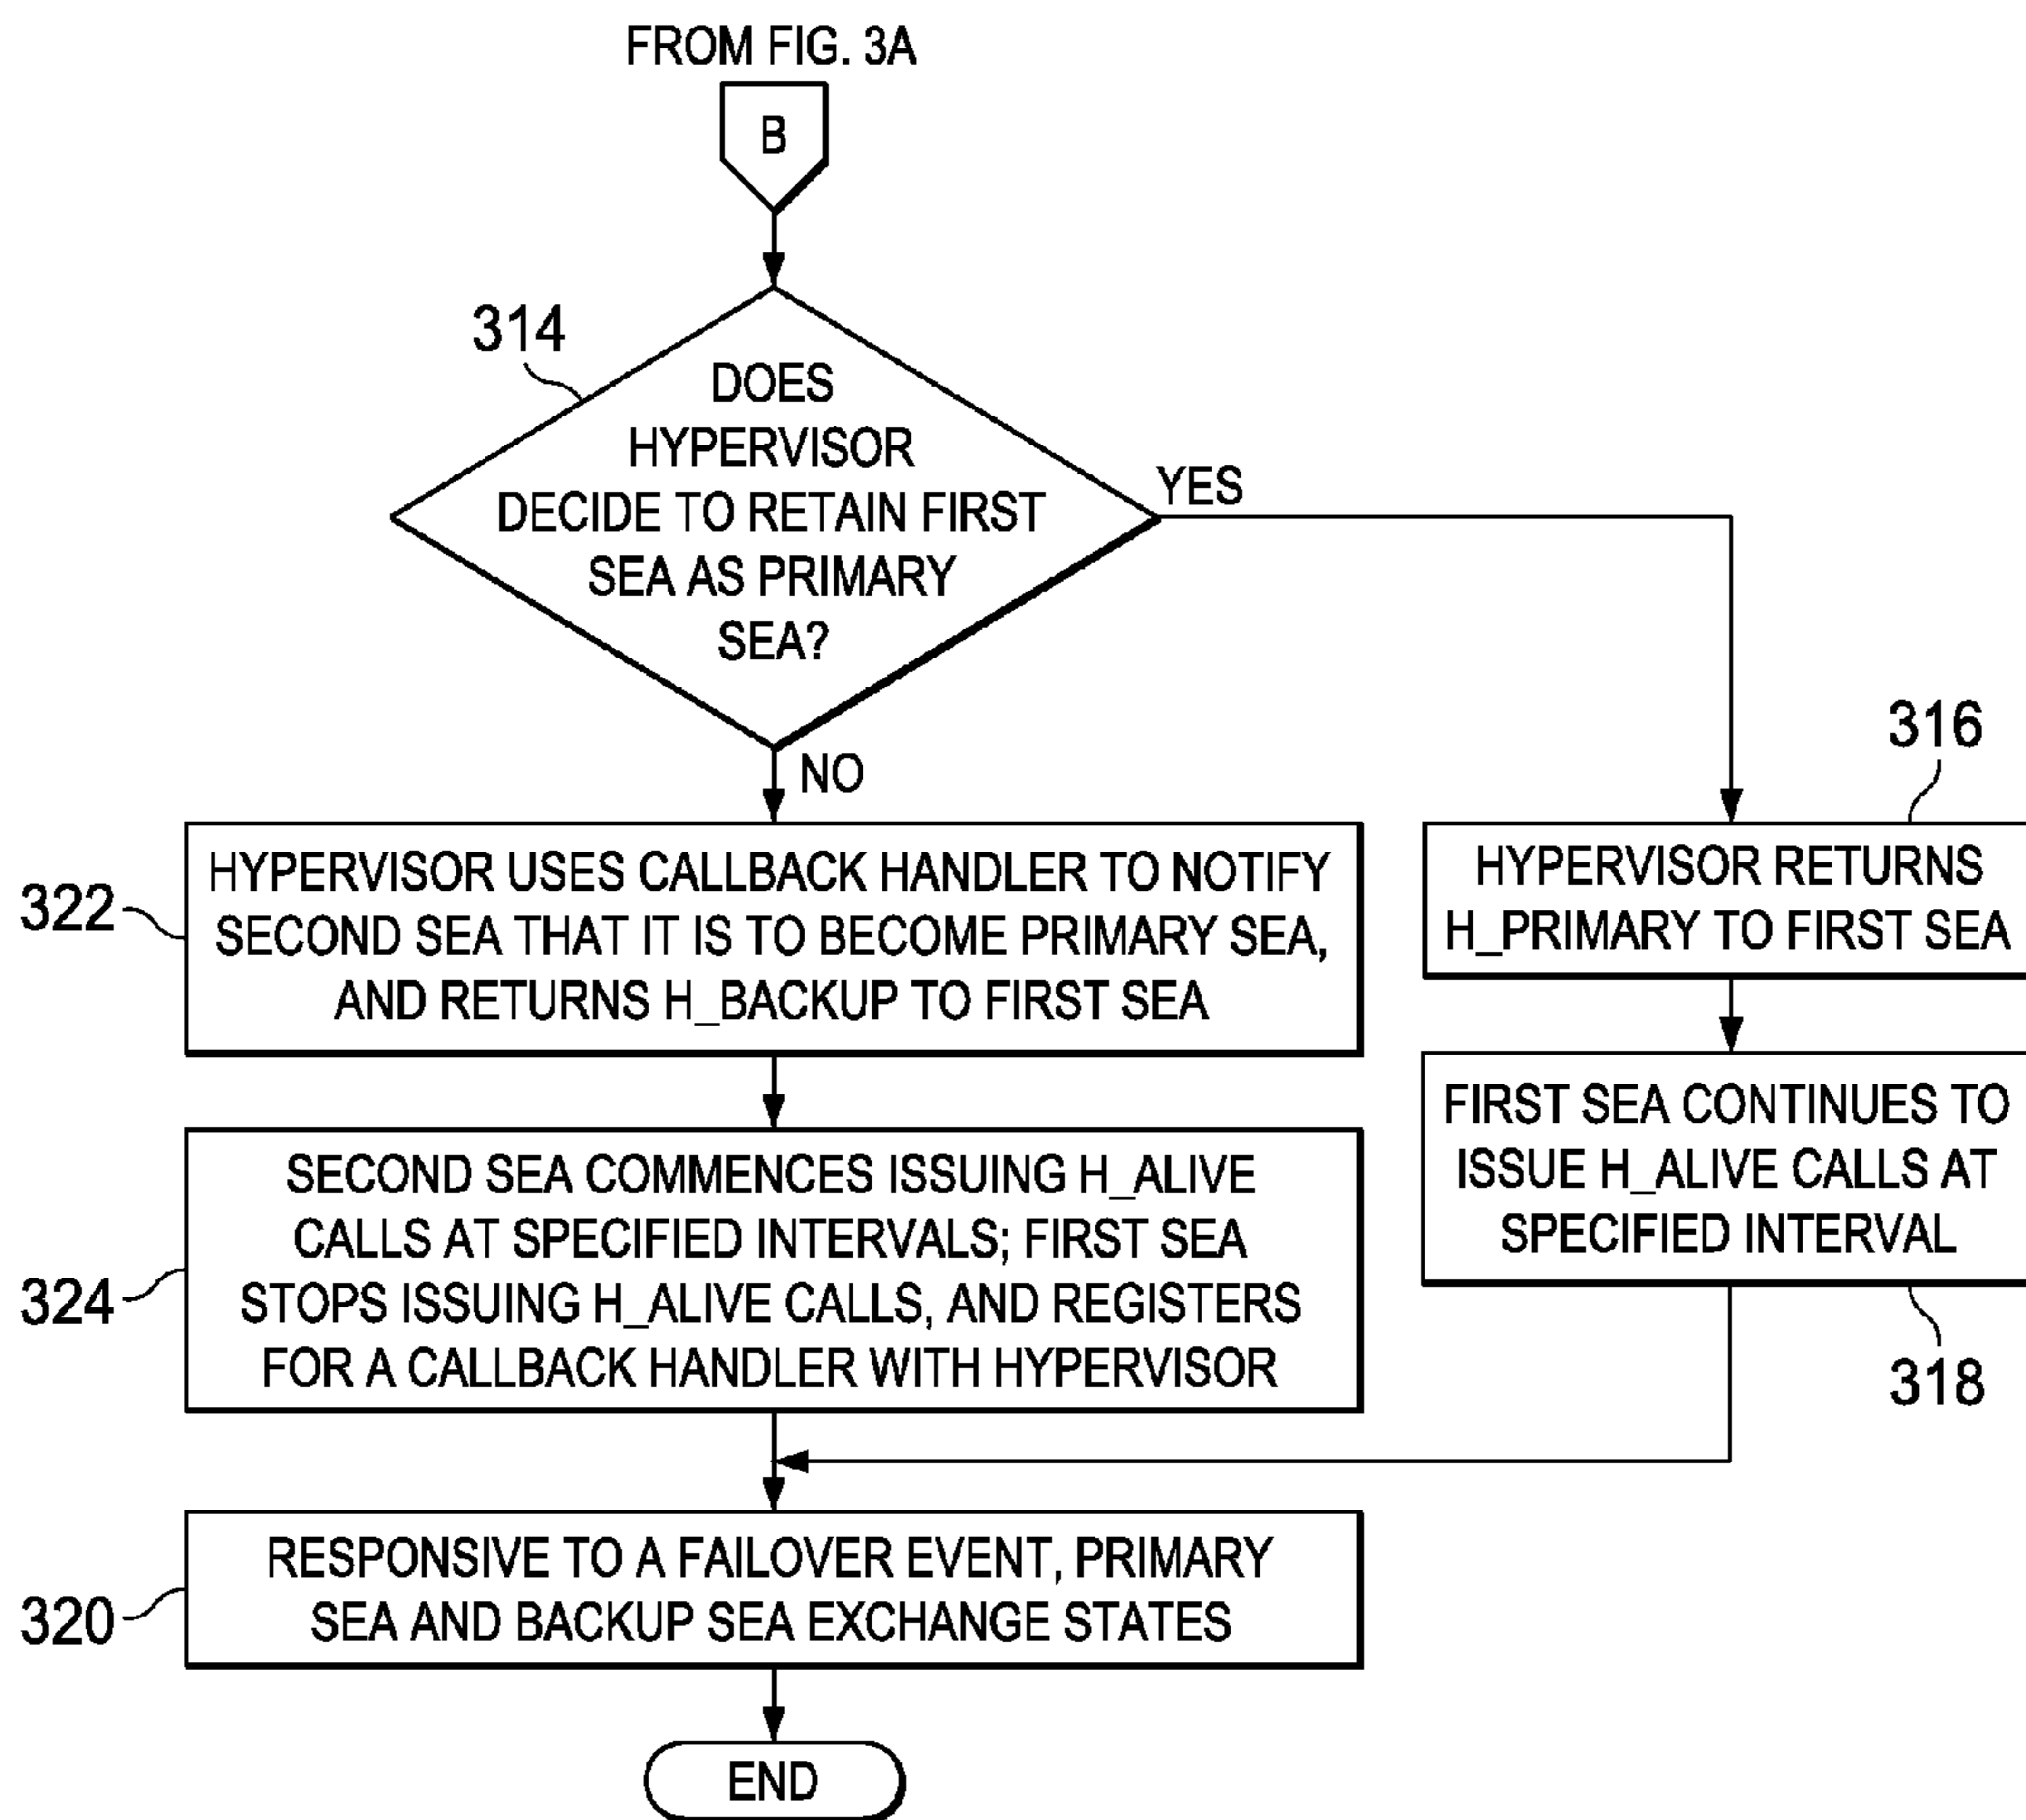 FROM FIG. 3A
B
314
DOES
HYPERVISOR
DECIDE TO RETAIN FIRST
SEA AS PRIMARY
SEA?
YES
NO
316
HYPERVISOR RETURNS
H_PRIMARY TO FIRST SEA
322
HYPERVISOR USES CALLBACK HANDLER TO NOTIFY
SECOND SEA THAT IT IS TO BECOME PRIMARY SEA,
AND RETURNS H_BACKUP TO FIRST SEA
FIRST SEA CONTINUES TO
ISSUE H_ALIVE CALLS AT
SPECIFIED INTERVAL
318
324
SECOND SEA COMMENCES ISSUING H_ALIVE
CALLS AT SPECIFIED INTERVALS; FIRST SEA
STOPS ISSUING H_ALIVE CALLS, AND REGISTERS
FOR A CALLBACK HANDLER WITH HYPERVISOR
320
RESPONSIVE TO A FAILOVER EVENT, PRIMARY
SEA AND BACKUP SEA EXCHANGE STATES
END